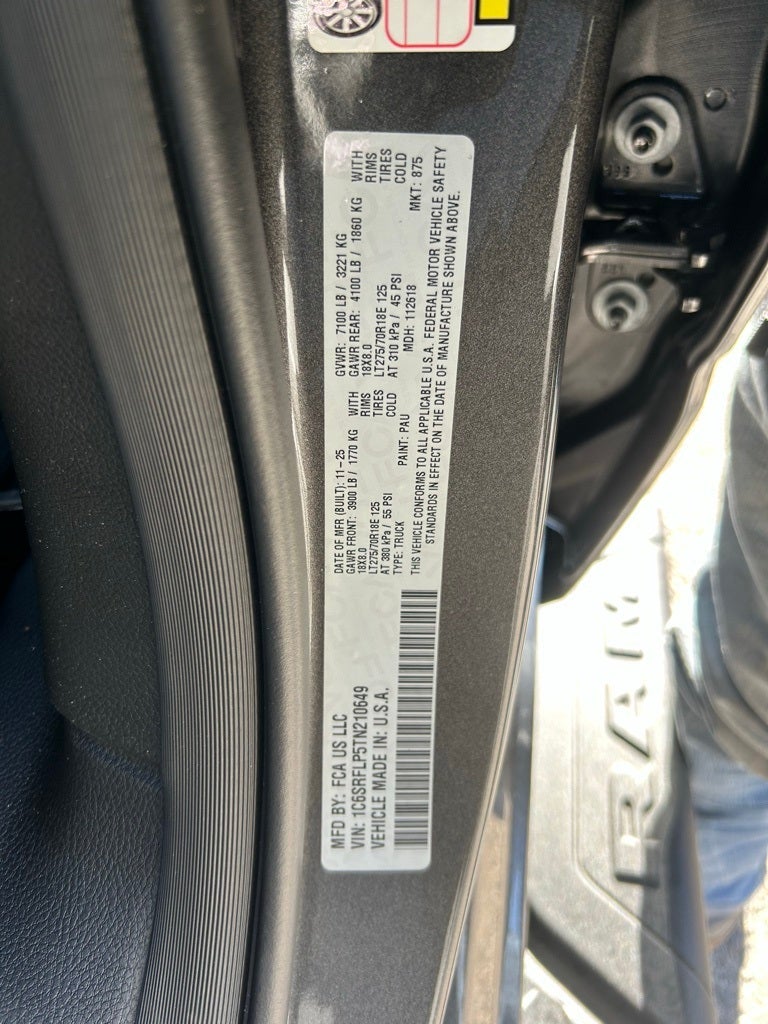 MFD BY: FCA US LLC
VIN: 1C6SRFLP5TN210649
VEHICLE MADE IN: U.S.A.
DATE OF MFR (BUILT): 11-25
GVWR: 7100 LB / 3221 KG
GAWR FRONT: 3900 LB / 1770 KG WITH
GAWR REAR: 4100 LB / 1860 KG WITH
18X8.0 RIMS
18X8.0 RIMS
LT275/70R18E 125 TIRES
LT275/70R18E 125 TIRES
AT 380 kPa / 55 PSI COLD
AT 310 kPa / 45 PSI COLD
TYPE: TRUCK PAINT: PAU MDH: 112618 MKT: 875
THIS VEHICLE CONFORMS TO ALL APPLICABLE U.S.A. FEDERAL MOTOR VEHICLE SAFETY
STANDARDS IN EFFECT ON THE DATE OF MANUFACTURE SHOWN ABOVE.
RAM